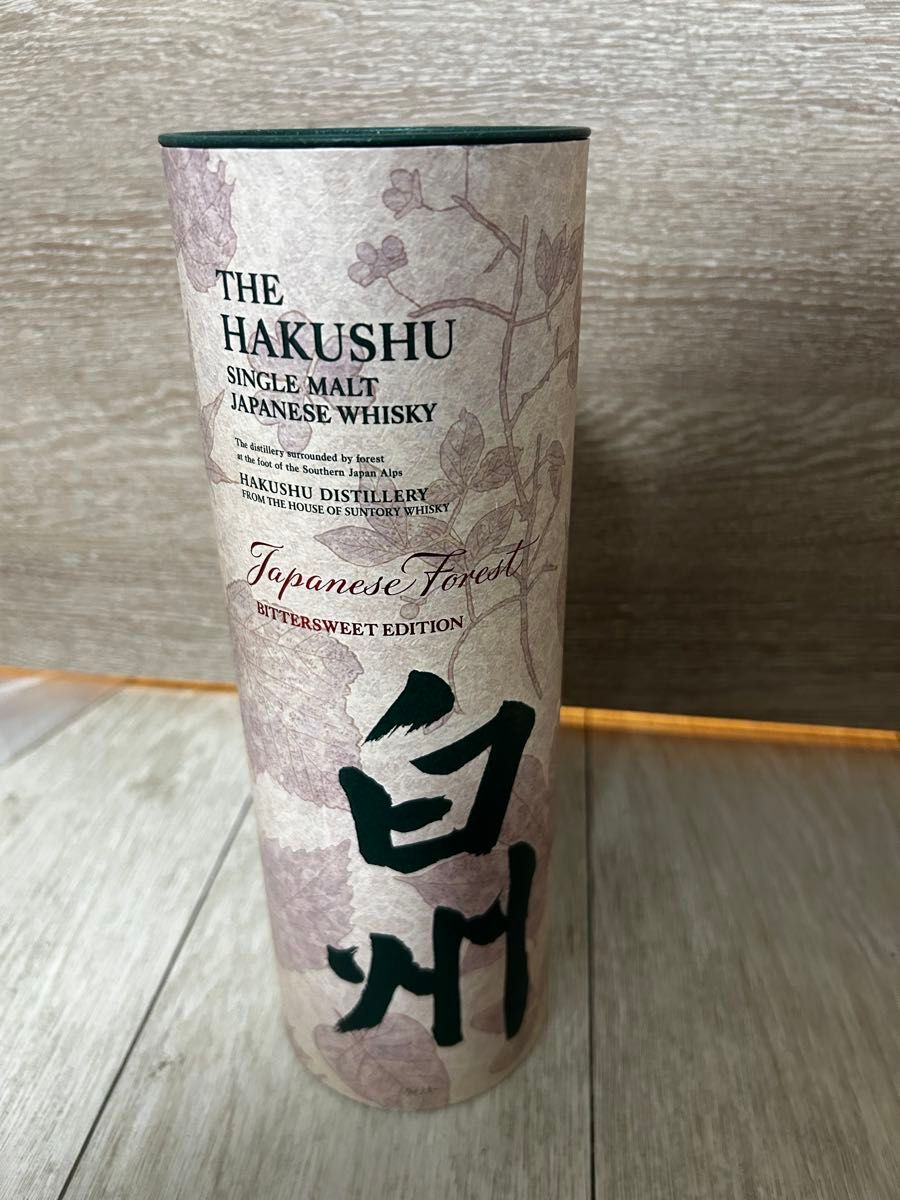 THE
HAKUSHU
SINGLE MALT
JAPANESE WHISKY
The distillery surrounded by forest
at the foot of the Southern Japan Alps
HAKUSHU DISTILLERY
FROM THE HOUSE OF SUNTORY WHISKY
Japanese Forest
BITTERSWEET EDITION
白
州